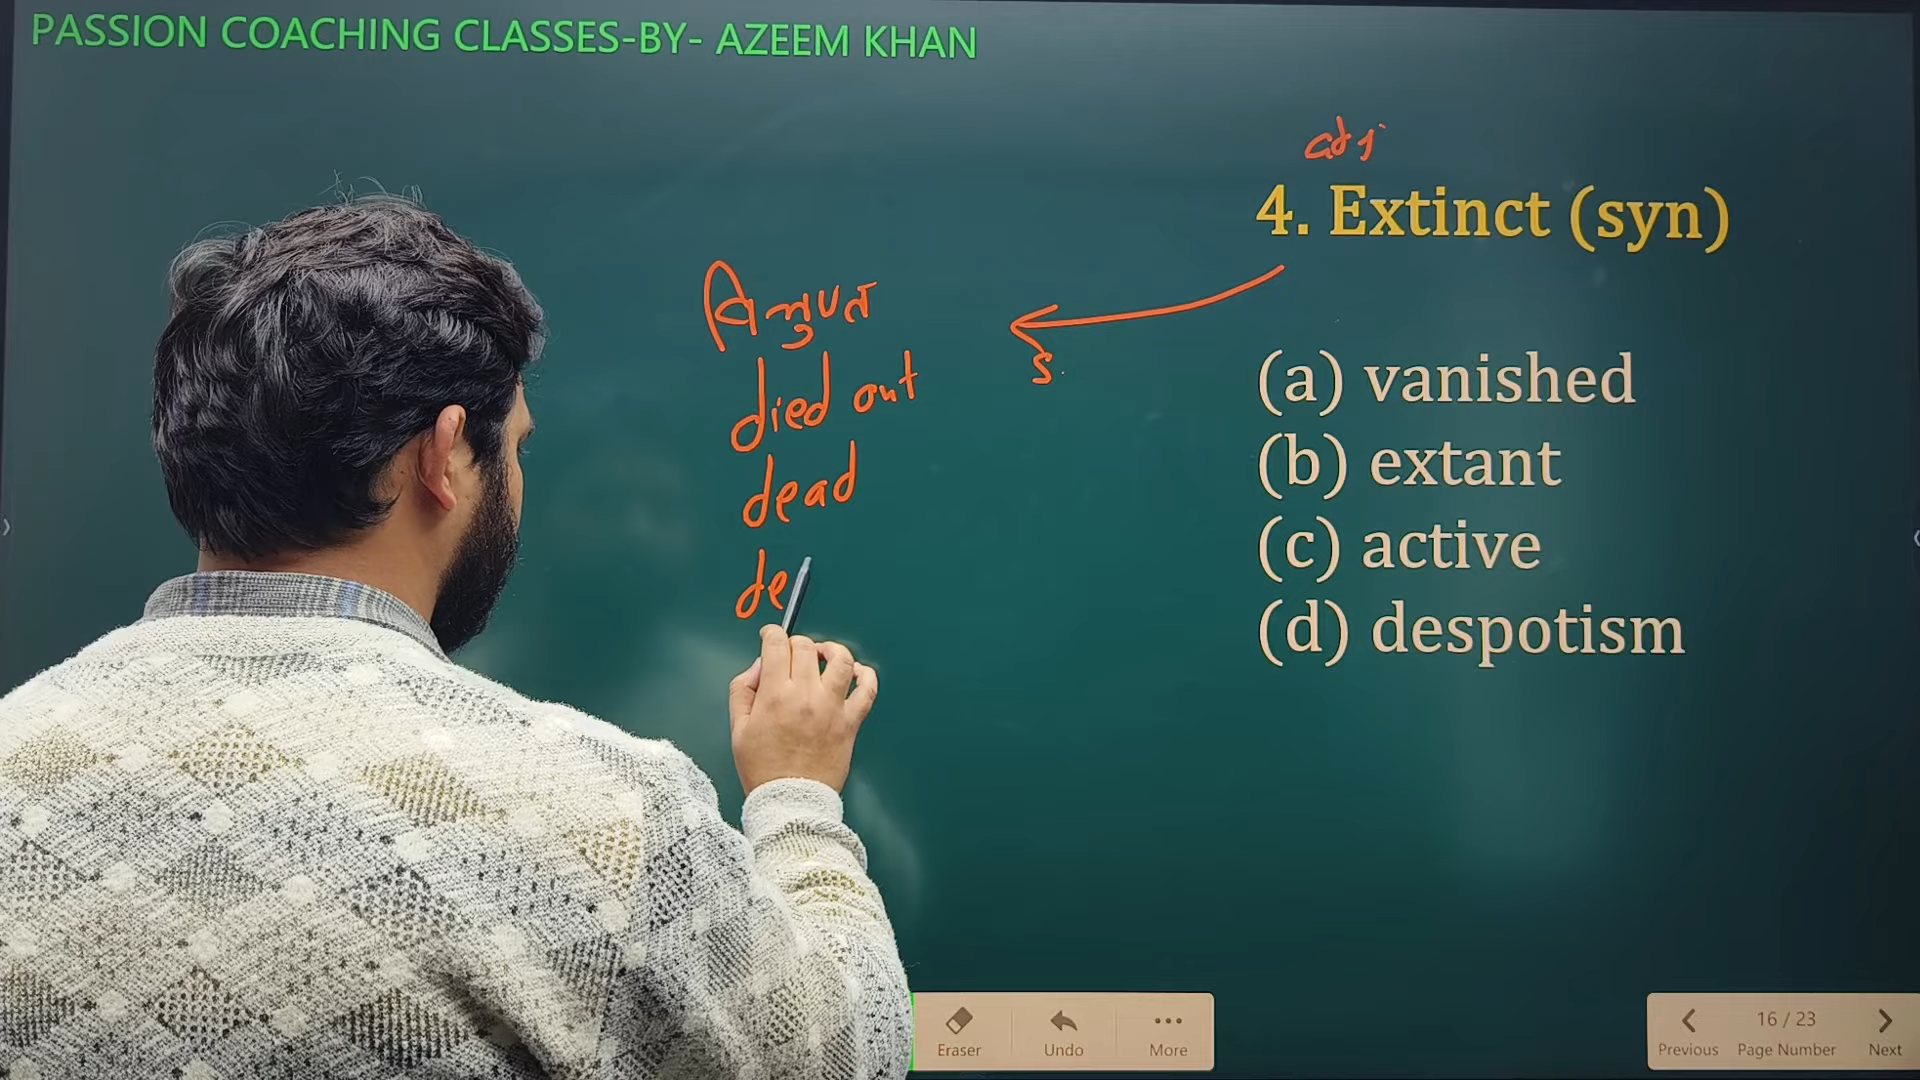 PASSION COACHING CLASSES-BY- AZEEM KHAN
adj
4. Extinct (syn)
विलुप्त
died out
dead
de
S.
(a) vanished
(b) extant
(c) active
(d) despotism
Eraser
Undo
More
Previous
16 / 23
Page Number
Next